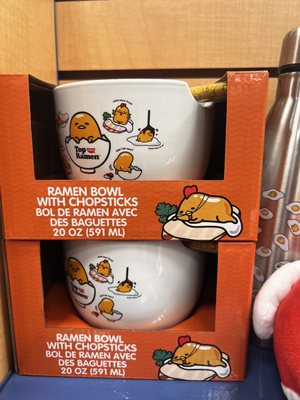 Top
Ramen
RAMEN BOWL
WITH CHOPSTICKS
BOL DE RAMEN AVEC
DES BAGUETTES
20 OZ (591 ML)
RAMEN BOWL
WITH CHOPSTICKS
BOL DE RAMEN AVEC
DES BAGUETTES
20 OZ (591 ML)